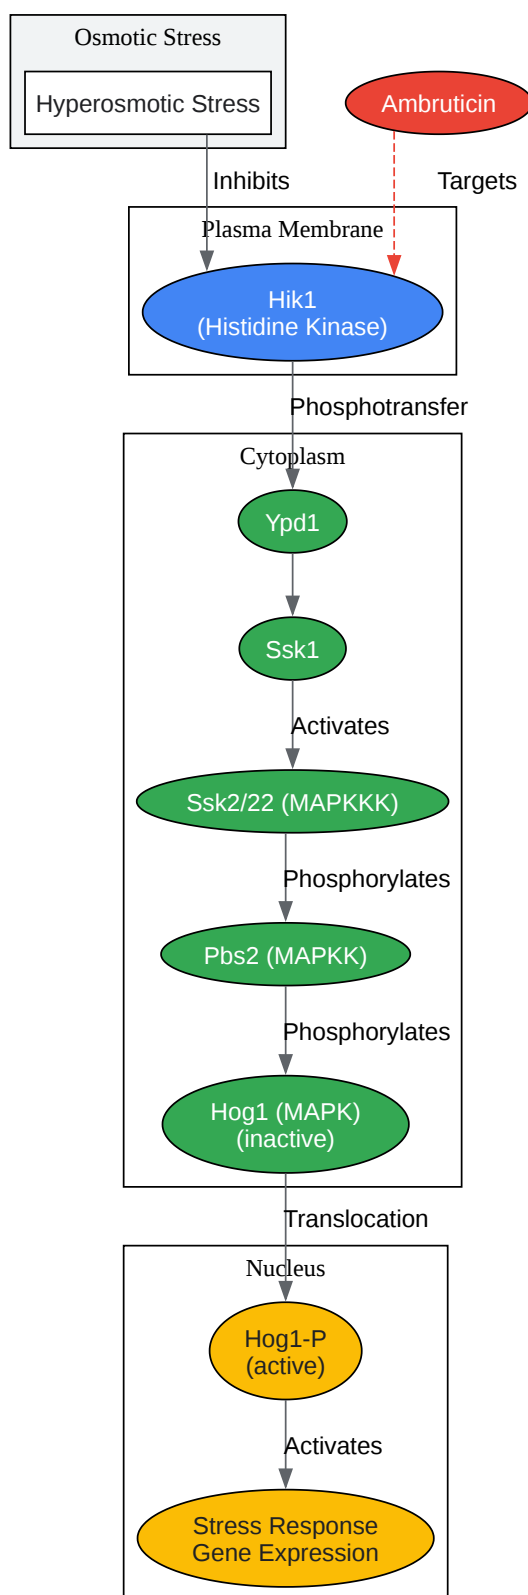 Osmotic Stress
Hyperosmotic Stress
Ambruticin
Inhibits
Targets
Plasma Membrane
Hik1
(Histidine Kinase)
Phosphotransfer
Cytoplasm
Ypd1
Ssk1
Activates
Ssk2/22 (MAPKKK)
Phosphorylates
Pbs2 (MAPKK)
Phosphorylates
Hog1 (MAPK)
(inactive)
Translocation
Nucleus
Hog1-P
(active)
Activates
Stress Response
Gene Expression